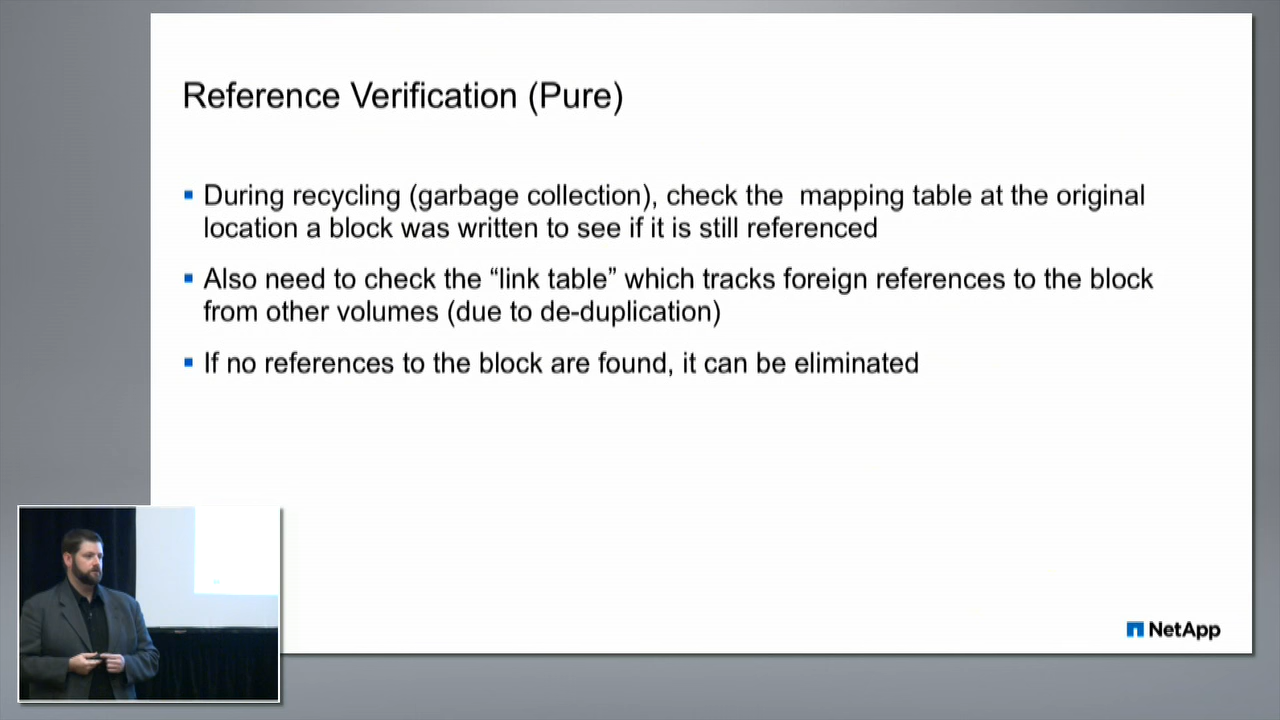 Reference Verification (Pure)
During recycling (garbage collection), check the mapping table at the original
location a block was written to see if it is still referenced
Also need to check the “link table” which tracks foreign references to the block
from other volumes (due to de-duplication)
If no references to the block are found, it can be eliminated
NetApp